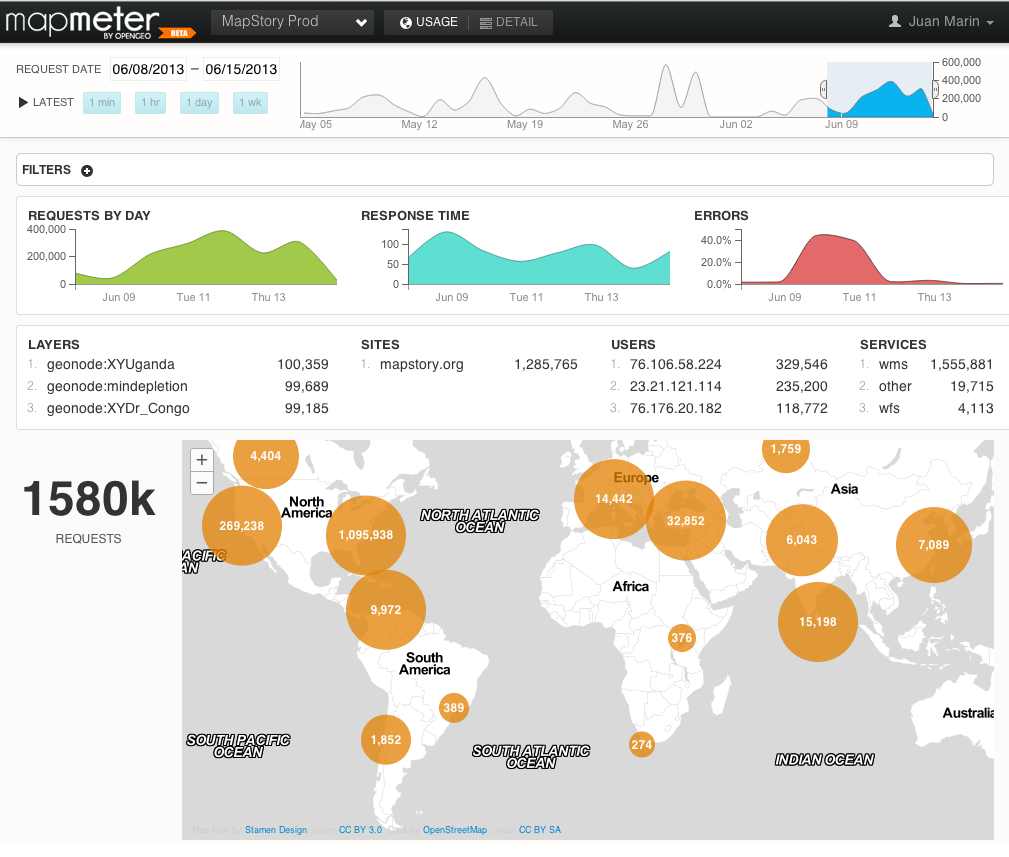 mapmeter
BY OPENGEO BETA
MapStory Prod
USAGE
DETAIL
Juan Marin
REQUEST DATE 06/08/2013 – 06/15/2013
LATEST 1 min 1 hr 1 day 1 wk
600,000
400,000
200,000
0
May 05 May 12 May 19 May 26 Jun 02 Jun 09
FILTERS
REQUESTS BY DAY
400,000
200,000
0
Jun 09 Tue 11 Thu 13
RESPONSE TIME
100
50
0
Jun 09 Tue 11 Thu 13
ERRORS
40.0%
20.0%
0.0%
Jun 09 Tue 11 Thu 13
LAYERS
1. geonode:XYUganda 100,359
2. geonode:mindepletion 99,689
3. geonode:XYDr_Congo 99,185
SITES
1. mapstory.org 1,285,765
USERS
1. 76.106.58.224 329,546
2. 23.21.121.114 235,200
3. 76.176.20.182 118,772
SERVICES
1. wms 1,555,881
2. other 19,715
3. wfs 4,113
1580k
REQUESTS
+
−
4,404
1,759
Europe
14,442
Asia
North
America
269,238
1,095,938
NORTH ATLANTIC
OCEAN
32,852
6,043
7,089
ACIFIC
AN
Africa
9,972
15,198
376
South
America
389
Australia
1,852
SOUTH PACIFIC
OCEAN
SOUTH ATLANTIC
OCEAN
274
INDIAN OCEAN
Map tiles by Stamen Design, under CC BY 3.0. Data by OpenStreetMap, under CC BY SA